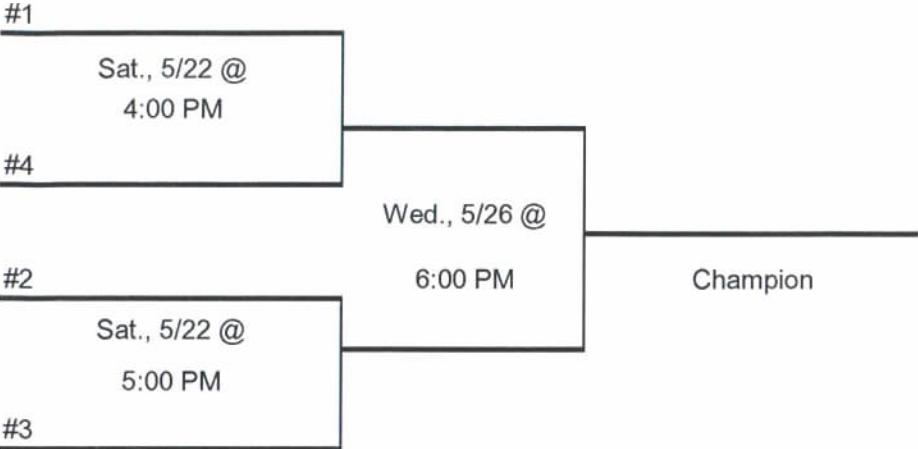 #1
Sat., 5/22 @
4:00 PM
#4
Wed., 5/26 @
6:00 PM
Champion
#2
Sat., 5/22 @
5:00 PM
#3